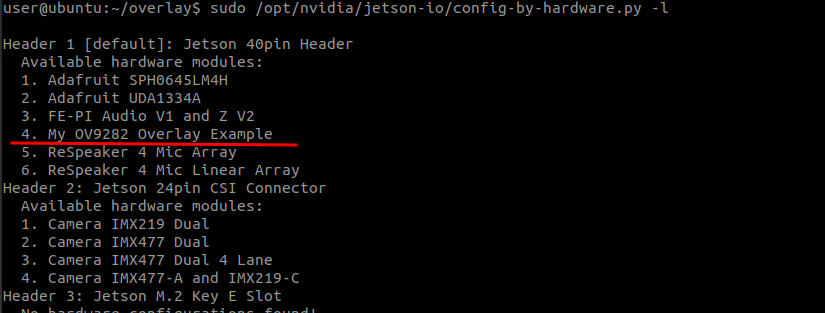 user@ubuntu:~/overlay$ sudo /opt/nvidia/jetson-io/config-by-hardware.py -l
Header 1 [default]: Jetson 40pin Header
Available hardware modules:
1. Adafruit SPH0645LM4H
2. Adafruit UDA1334A
3. FE-PI Audio V1 and Z V2
4. My OV9282 Overlay Example
5. ReSpeaker 4 Mic Array
6. ReSpeaker 4 Mic Linear Array
Header 2: Jetson 24pin CSI Connector
Available hardware modules:
1. Camera IMX219 Dual
2. Camera IMX477 Dual
3. Camera IMX477 Dual 4 Lane
4. Camera IMX477-A and IMX219-C
Header 3: Jetson M.2 Key E Slot
No hardware configurations found!